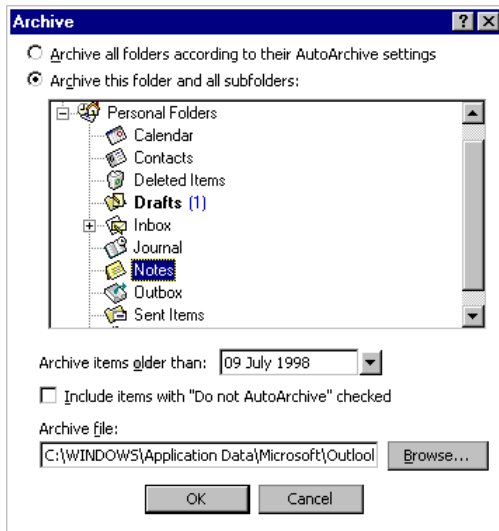 Archive
Archive all folders according to their AutoArchive settings
Archive this folder and all subfolders:
Personal Folders
Calendar
Contacts
Deleted Items
Drafts (1)
Inbox
Journal
Notes
Outbox
Sent Items
Archive items older than: 09 July 1998
Include items with "Do not AutoArchive" checked
Archive file:
C:\WINDOWS\Application Data\Microsoft\Outlool Browse...
OK Cancel